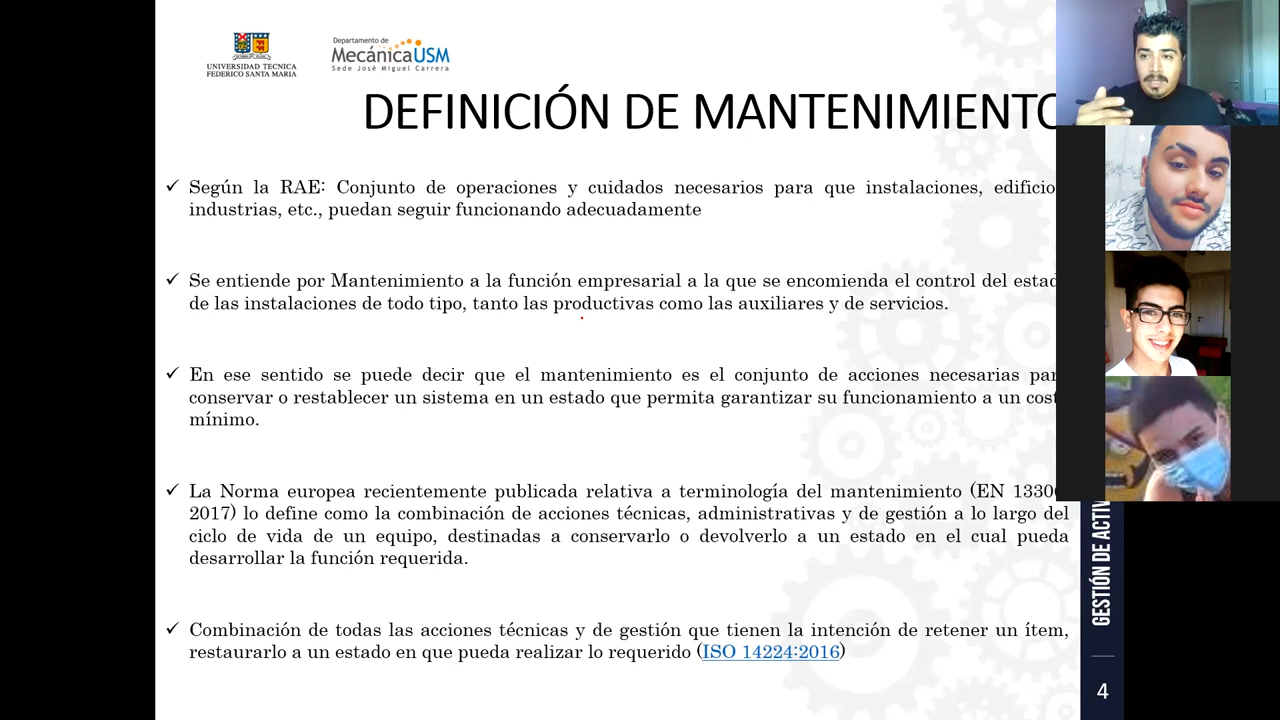 UNIVERSIDAD TECNICA
FEDERICO SANTA MARIA
Departamento de
MecánicaUSM
Sede José Miguel Carrera
DEFINICIÓN DE MANTENIMIENTO
✓ Según la RAE: Conjunto de operaciones y cuidados necesarios para que instalaciones, edificio
industrias, etc., puedan seguir funcionando adecuadamente
✓ Se entiende por Mantenimiento a la función empresarial a la que se encomienda el control del estad
de las instalaciones de todo tipo, tanto las productivas como las auxiliares y de servicios.
✓ En ese sentido se puede decir que el mantenimiento es el conjunto de acciones necesarias par
conservar o restablecer un sistema en un estado que permita garantizar su funcionamiento a un cost
mínimo.
✓ La Norma europea recientemente publicada relativa a terminología del mantenimiento (EN 13306
2017) lo define como la combinación de acciones técnicas, administrativas y de gestión a lo largo del
ciclo de vida de un equipo, destinadas a conservarlo o devolverlo a un estado en el cual pueda
desarrollar la función requerida.
✓ Combinación de todas las acciones técnicas y de gestión que tienen la intención de retener un ítem,
restaurarlo a un estado en que pueda realizar lo requerido (ISO 14224:2016)
GESTIÓN DE ACTIV
4